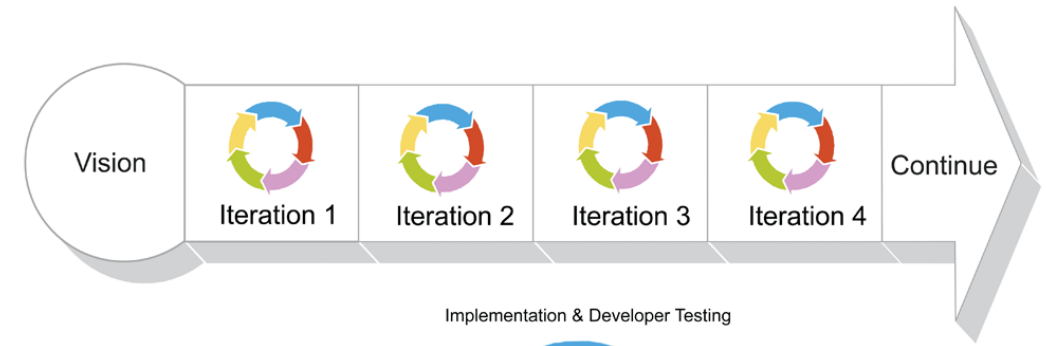 Vision
Iteration 1
Iteration 2
Iteration 3
Iteration 4
Continue
Implementation & Developer Testing